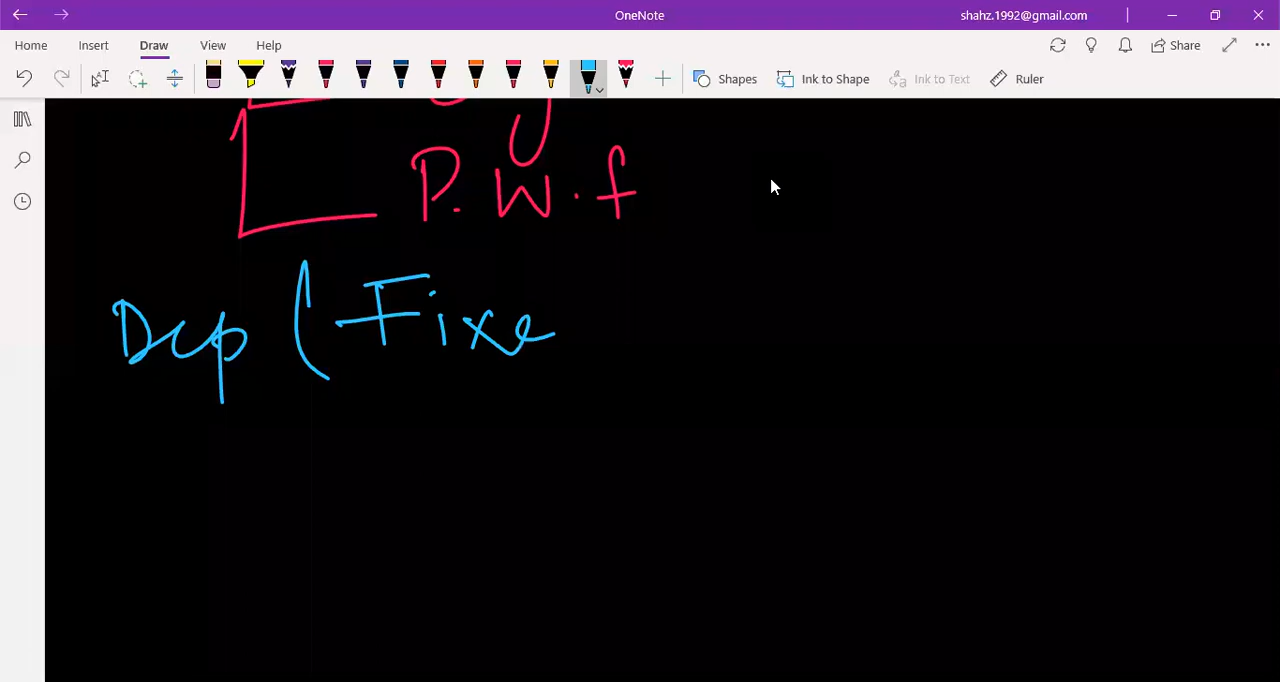 OneNote
shahz.1992@gmail.com
Home Insert Draw View Help Share
Shapes Ink to Shape Ink to Text Ruler
P. W. f
Dep ( Fixe